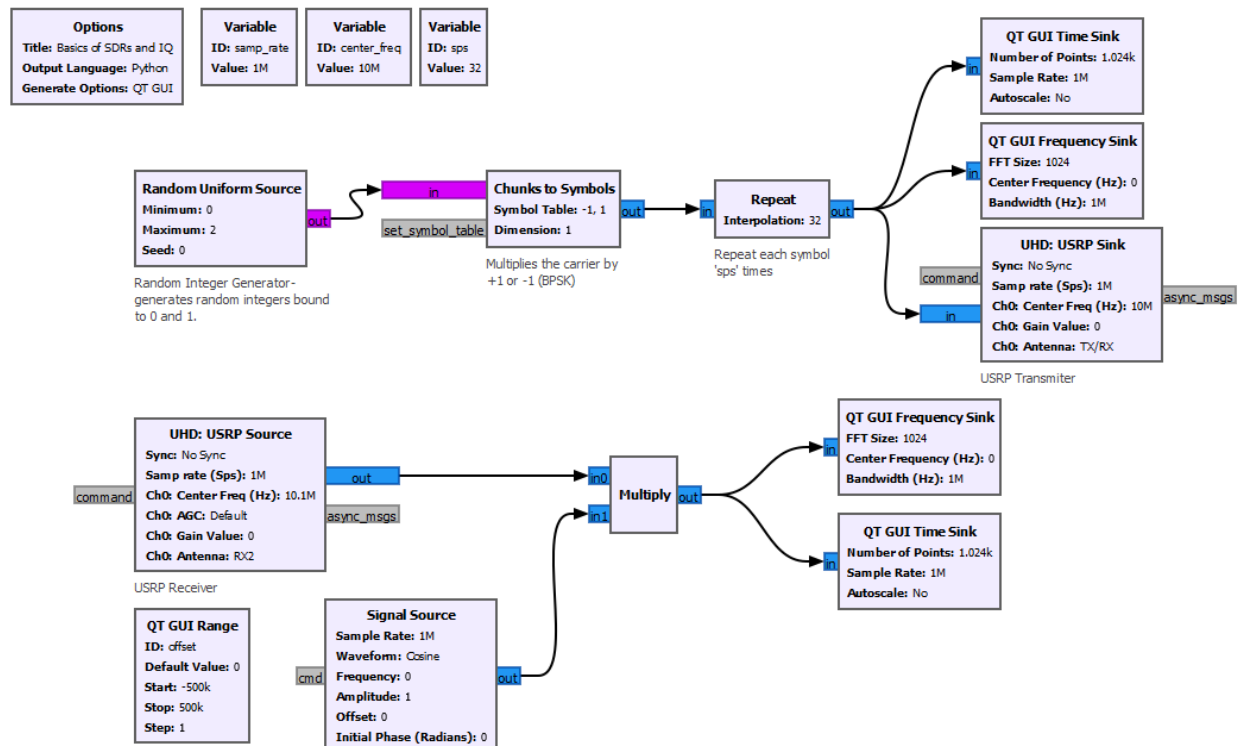 Options
Title: Basics of SDRs and IQ
Output Language: Python
Generate Options: QT GUI
Variable
ID: samp_rate
Value: 1M
Variable
ID: center_freq
Value: 10M
Variable
ID: sps
Value: 32
QT GUI Time Sink
Number of Points: 1.024k
Sample Rate: 1M
Autoscale: No
in
QT GUI Frequency Sink
FFT Size: 1024
Center Frequency (Hz): 0
Bandwidth (Hz): 1M
in
Random Uniform Source
Minimum: 0
Maximum: 2
Seed: 0
out
Random Integer Generator-
generates random integers bound
to 0 and 1.
in
set_symbol_table
Chunks to Symbols
Symbol Table: -1, 1
Dimension: 1
out
Multiplies the carrier by
+1 or -1 (BPSK)
in
Repeat
Interpolation: 32
out
Repeat each symbol
'sps' times
UHD: USRP Sink
Sync: No Sync
Samp rate (Sps): 1M
Ch0: Center Freq (Hz): 10M
Ch0: Gain Value: 0
Ch0: Antenna: TX/RX
command
in
async_msgs
USRP Transmiter
UHD: USRP Source
Sync: No Sync
Samp rate (Sps): 1M
Ch0: Center Freq (Hz): 10.1M
Ch0: AGC: Default
Ch0: Gain Value: 0
Ch0: Antenna: RX2
command
out
async_msgs
USRP Receiver
in0
in1
Multiply
out
QT GUI Frequency Sink
FFT Size: 1024
Center Frequency (Hz): 0
Bandwidth (Hz): 1M
in
QT GUI Time Sink
Number of Points: 1.024k
Sample Rate: 1M
Autoscale: No
in
QT GUI Range
ID: offset
Default Value: 0
Start: -500k
Stop: 500k
Step: 1
Signal Source
Sample Rate: 1M
Waveform: Cosine
Frequency: 0
Amplitude: 1
Offset: 0
Initial Phase (Radians): 0
cmd
out